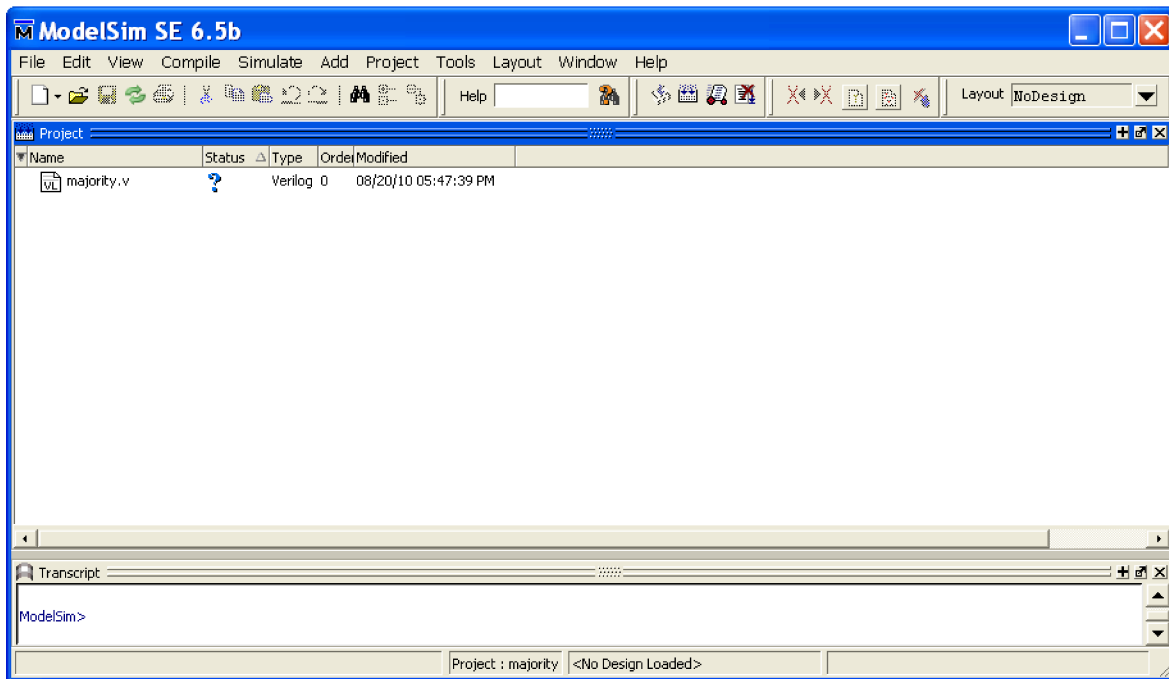 ModelSim SE 6.5b
File Edit View Compile Simulate Add Project Tools Layout Window Help
Help Layout NoDesign
Project
Name Status Type Order Modified
VL majority.v ? Verilog 0 08/20/10 05:47:39 PM
Transcript
ModelSim>
Project : majority <No Design Loaded>